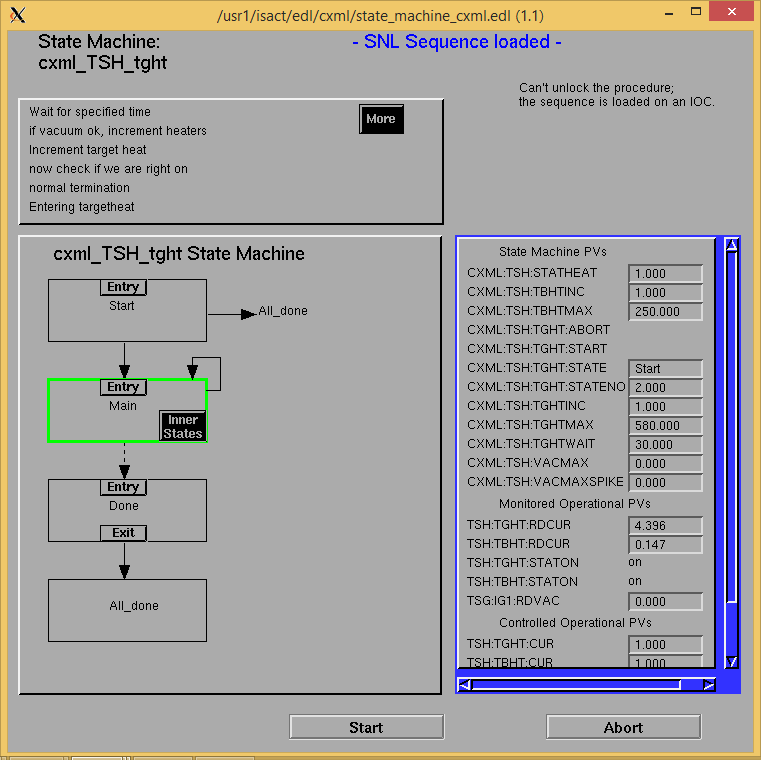 /usr1/isact/edl/cxml/state_machine_cxml.edl (1.1)
State Machine:
cxml_TSH_tght
- SNL Sequence loaded -
Can't unlock the procedure;
the sequence is loaded on an IOC.
Wait for specified time
if vacuum ok, increment heaters
Increment target heat
now check if we are right on
normal termination
Entering targetheat
More
cxml_TSH_tght State Machine
Entry
Start
All_done
Entry
Main
Inner
States
Entry
Done
Exit
All_done
State Machine PVs
CXML:TSH:STATHEAT 1.000
CXML:TSH:TBHTINC 1.000
CXML:TSH:TBHTMAX 250.000
CXML:TSH:TGHT:ABORT
CXML:TSH:TGHT:START
CXML:TSH:TGHT:STATE Start
CXML:TSH:TGHT:STATENO 2.000
CXML:TSH:TGHTINC 1.000
CXML:TSH:TGHTMAX 580.000
CXML:TSH:TGHTWAIT 30.000
CXML:TSH:VACMAX 0.000
CXML:TSH:VACMAXSPIKE 0.000
Monitored Operational PVs
TSH:TGHT:RDCUR 4.396
TSH:TBHT:RDCUR 0.147
TSH:TGHT:STATON on
TSH:TBHT:STATON on
TSG:IG1:RDVAC 0.000
Controlled Operational PVs
TSH:TGHT:CUR 1.000
TSH:TBHT:CUR 1.000
Start
Abort